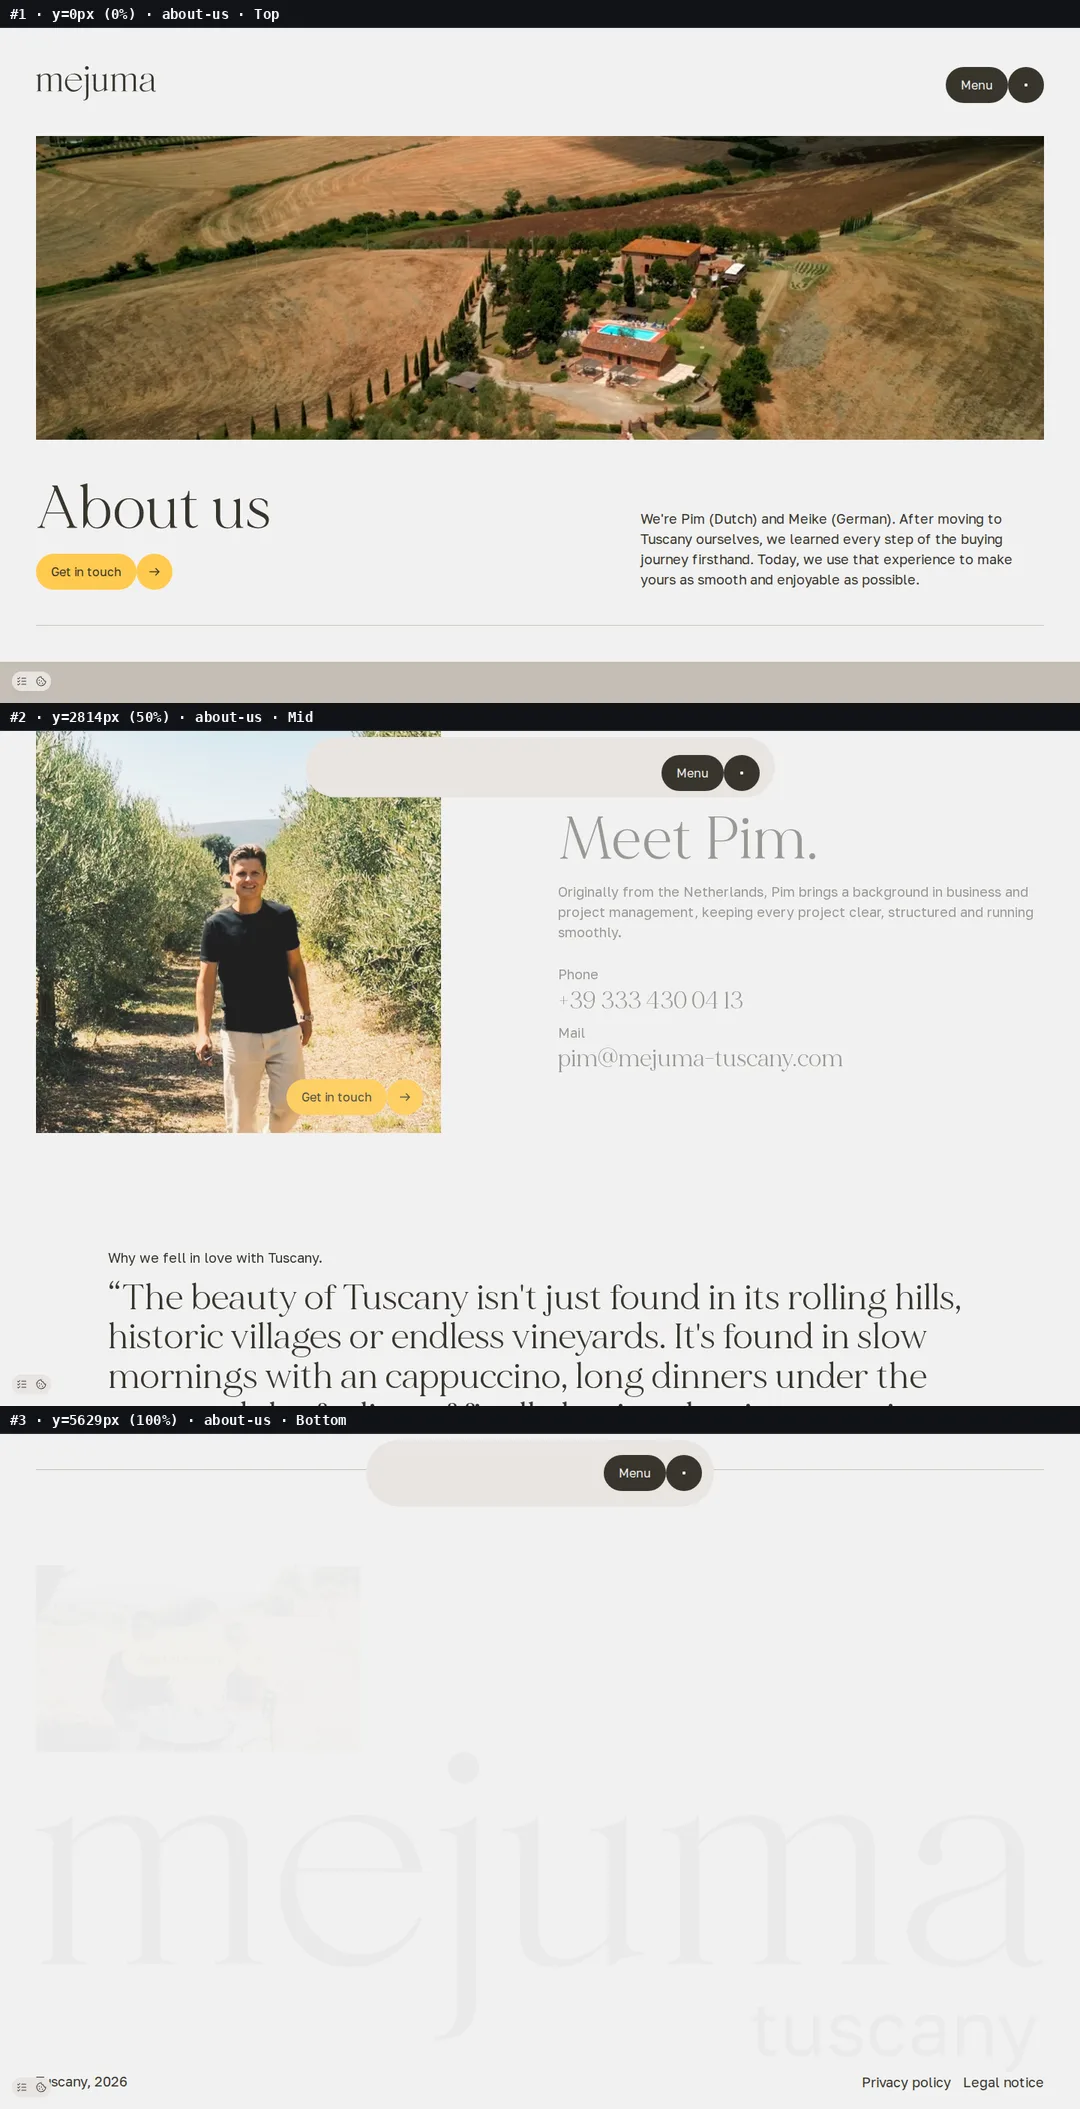 #1 · y=0px (0%) · about-us · Top
mejuma
Menu
About us
Get in touch
We're Pim (Dutch) and Meike (German). After moving to
Tuscany ourselves, we learned every step of the buying
journey firsthand. Today, we use that experience to make
yours as smooth and enjoyable as possible.
#2 · y=2814px (50%) · about-us · Mid
Menu
Meet Pim.
Originally from the Netherlands, Pim brings a background in business and
project management, keeping every project clear, structured and running
smoothly.
Phone
+39 333 430 04 13
Mail
pim@mejuma-tuscany.com
Get in touch
Why we fell in love with Tuscany.
“The beauty of Tuscany isn't just found in its rolling hills,
historic villages or endless vineyards. It's found in slow
mornings with an cappuccino, long dinners under the
#3 · y=5629px (100%) · about-us · Bottom
Menu
mejuma
tuscany
Tuscany, 2026
Privacy policy Legal notice